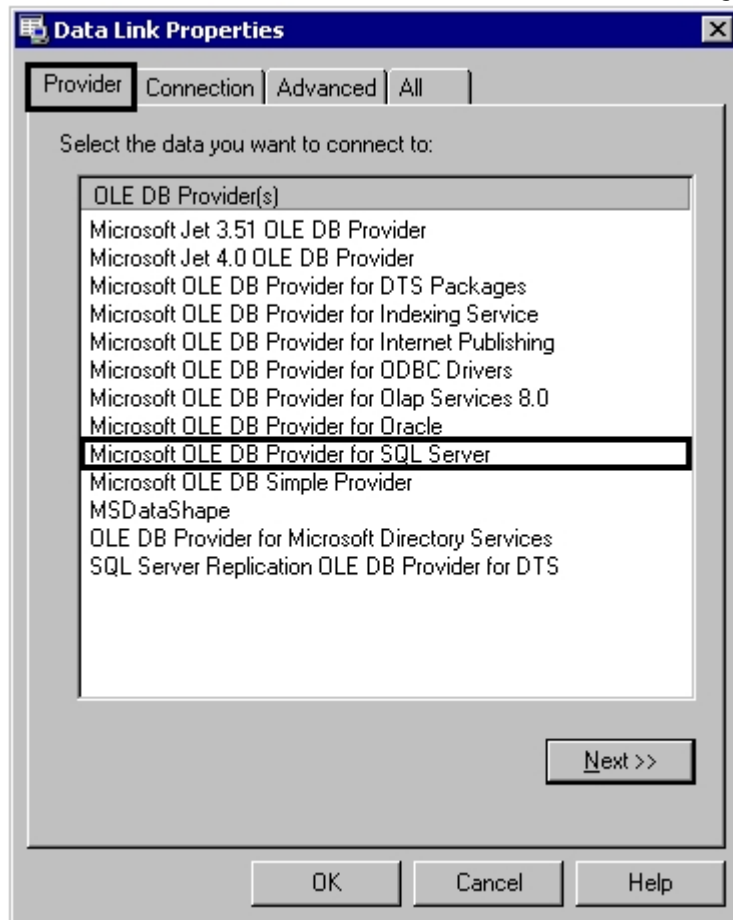 Data Link Properties
Provider Connection Advanced All
Select the data you want to connect to:
OLE DB Provider(s)
Microsoft Jet 3.51 OLE DB Provider
Microsoft Jet 4.0 OLE DB Provider
Microsoft OLE DB Provider for DTS Packages
Microsoft OLE DB Provider for Indexing Service
Microsoft OLE DB Provider for Internet Publishing
Microsoft OLE DB Provider for ODBC Drivers
Microsoft OLE DB Provider for Olap Services 8.0
Microsoft OLE DB Provider for Oracle
Microsoft OLE DB Provider for SQL Server
Microsoft OLE DB Simple Provider
MSDataShape
OLE DB Provider for Microsoft Directory Services
SQL Server Replication OLE DB Provider for DTS
Next >>
OK Cancel Help